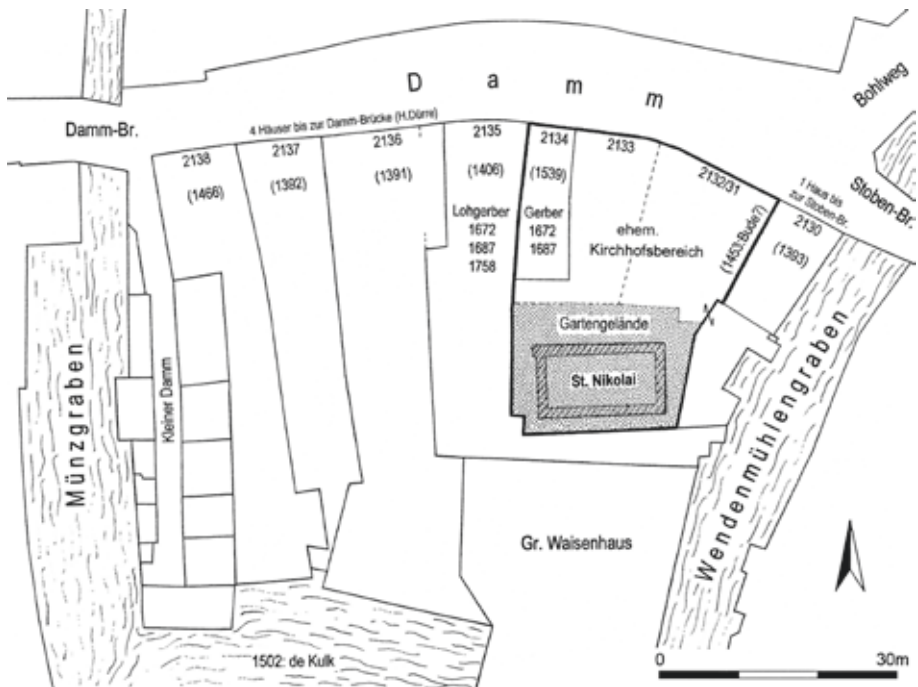 D a m m
Bohlweg
Damm-Br.
4 Häuser bis zur Damm-Brücke (H.Dürre)
Stoben-Br.
1 Haus bis
zur Stoben-Br.
2138
(1466)
2137
(1392)
2136
(1391)
2135
(1406)
Lohgerber
1672
1687
1758
2134
(1539)
Gerber
1672
1687
2133
ehem.
Kirchhofsbereich
2132/31
(1453:Bude?)
2130
(1393)
Gartengelände
St. Nikolai
Münzgraben
Kleiner Damm
Wendenmühlengraben
Gr. Waisenhaus
1502: de Kulk
0 30m